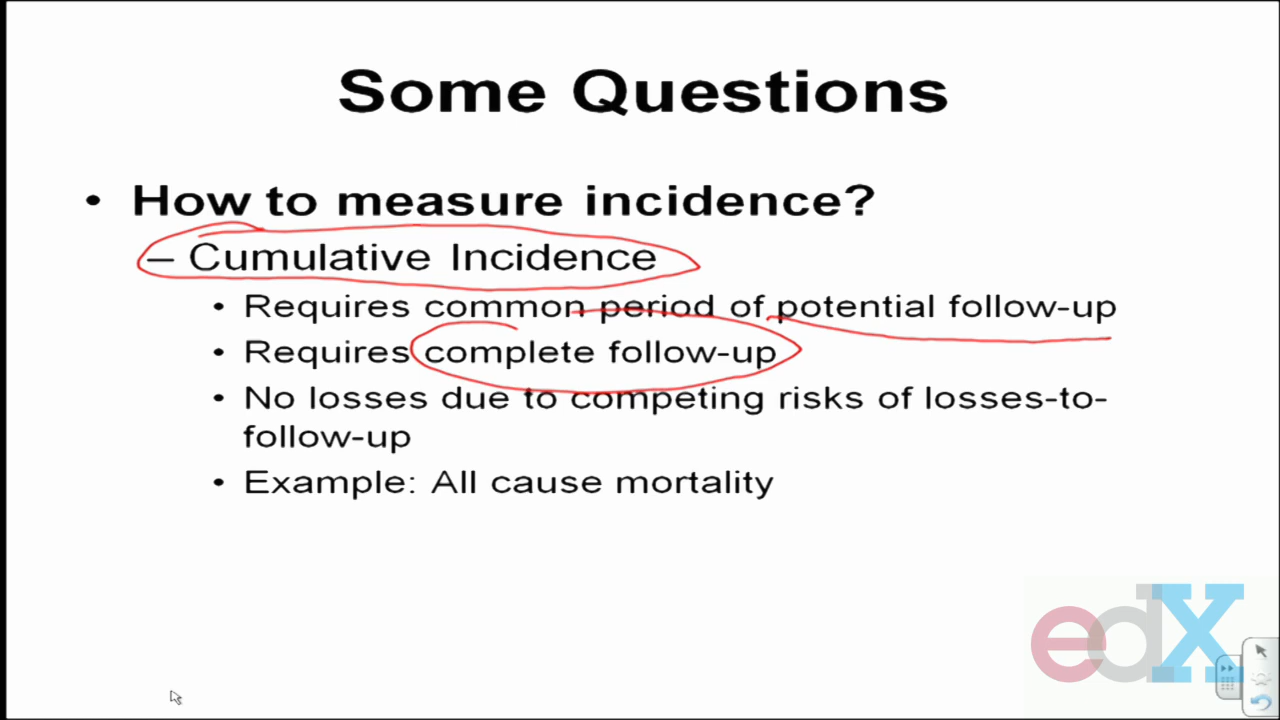 Some Questions
• How to measure incidence?
– Cumulative Incidence
• Requires common period of potential follow-up
• Requires complete follow-up
• No losses due to competing risks of losses-to-
follow-up
• Example: All cause mortality
edX